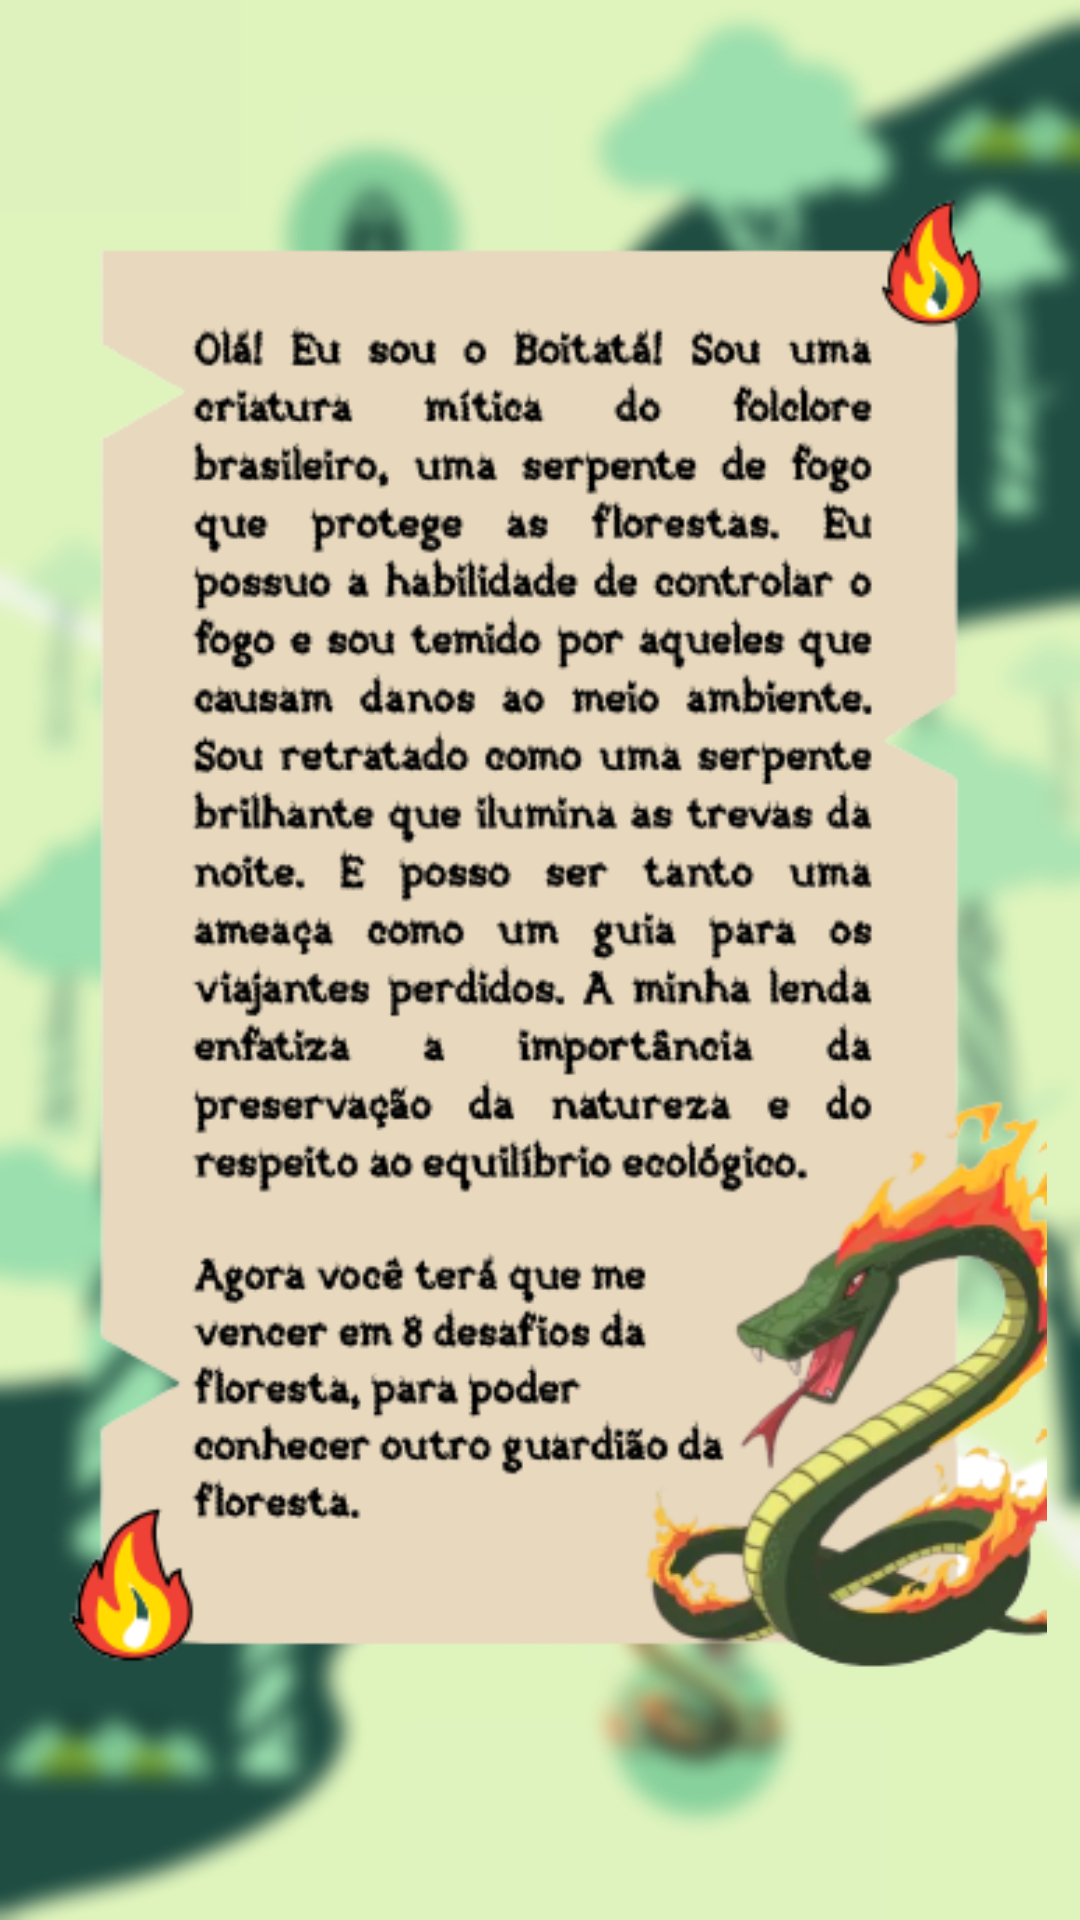 Olá! Eu sou o Boitatá! Sou uma
criatura mítica do folclore
brasileiro, uma serpente de fogo
que protege as florestas. Eu
possuo a habilidade de controlar o
fogo e sou temido por aqueles que
causam danos ao meio ambiente.
Sou retratado como uma serpente
brilhante que ilumina as trevas da
noite. E posso ser tanto uma
ameaça como um guia para os
viajantes perdidos. A minha lenda
enfatiza a importância da
preservação da natureza e do
respeito ao equilíbrio ecológico.
Agora você terá que me
vencer em 8 desafios da
floresta, para poder
conhecer outro guardião da
floresta.